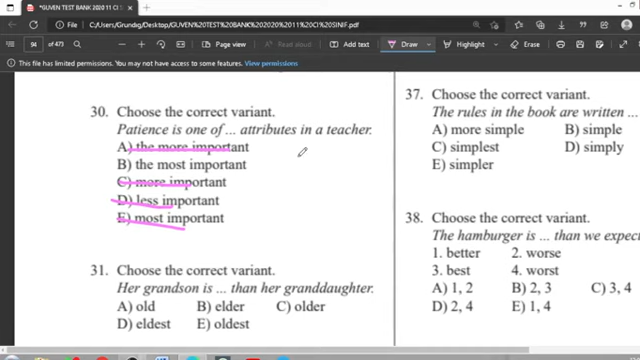 GUVEN TEST BANK 2020 11 CI SINIF.pdf
File
C:/Users/Grundig/Desktop/GUVEN%20TEST%20BANK%202020%2011%20CI%20SINIF.pdf
94 of 473
Page view
Read aloud
Add text
Draw
Highlight
Erase
This file has limited permissions. You may not have access to some features. View permissions
30. Choose the correct variant.
Patience is one of ... attributes in a teacher.
A) the more important
B) the most important
C) more important
D) less important
E) most important
31. Choose the correct variant.
Her grandson is ... than her granddaughter.
A) old B) elder C) older
D) eldest E) oldest
37. Choose the correct variant.
The rules in the book are written ...
A) more simple B) simple
C) simplest D) simply
E) simpler
38. Choose the correct variant.
The hamburger is ... than we expect
1. better 2. worse
3. best 4. worst
A) 1, 2 B) 2, 3 C) 3, 4
D) 2, 4 E) 1, 4